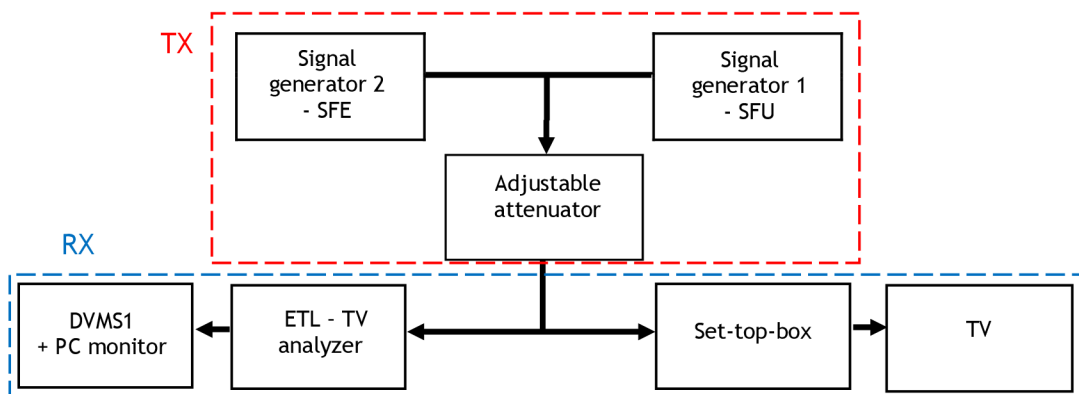 TX
Signal
generator 2
- SFE
Signal
generator 1
- SFU
Adjustable
attenuator
RX
DVMS1
+ PC monitor
ETL - TV
analyzer
Set-top-box
TV